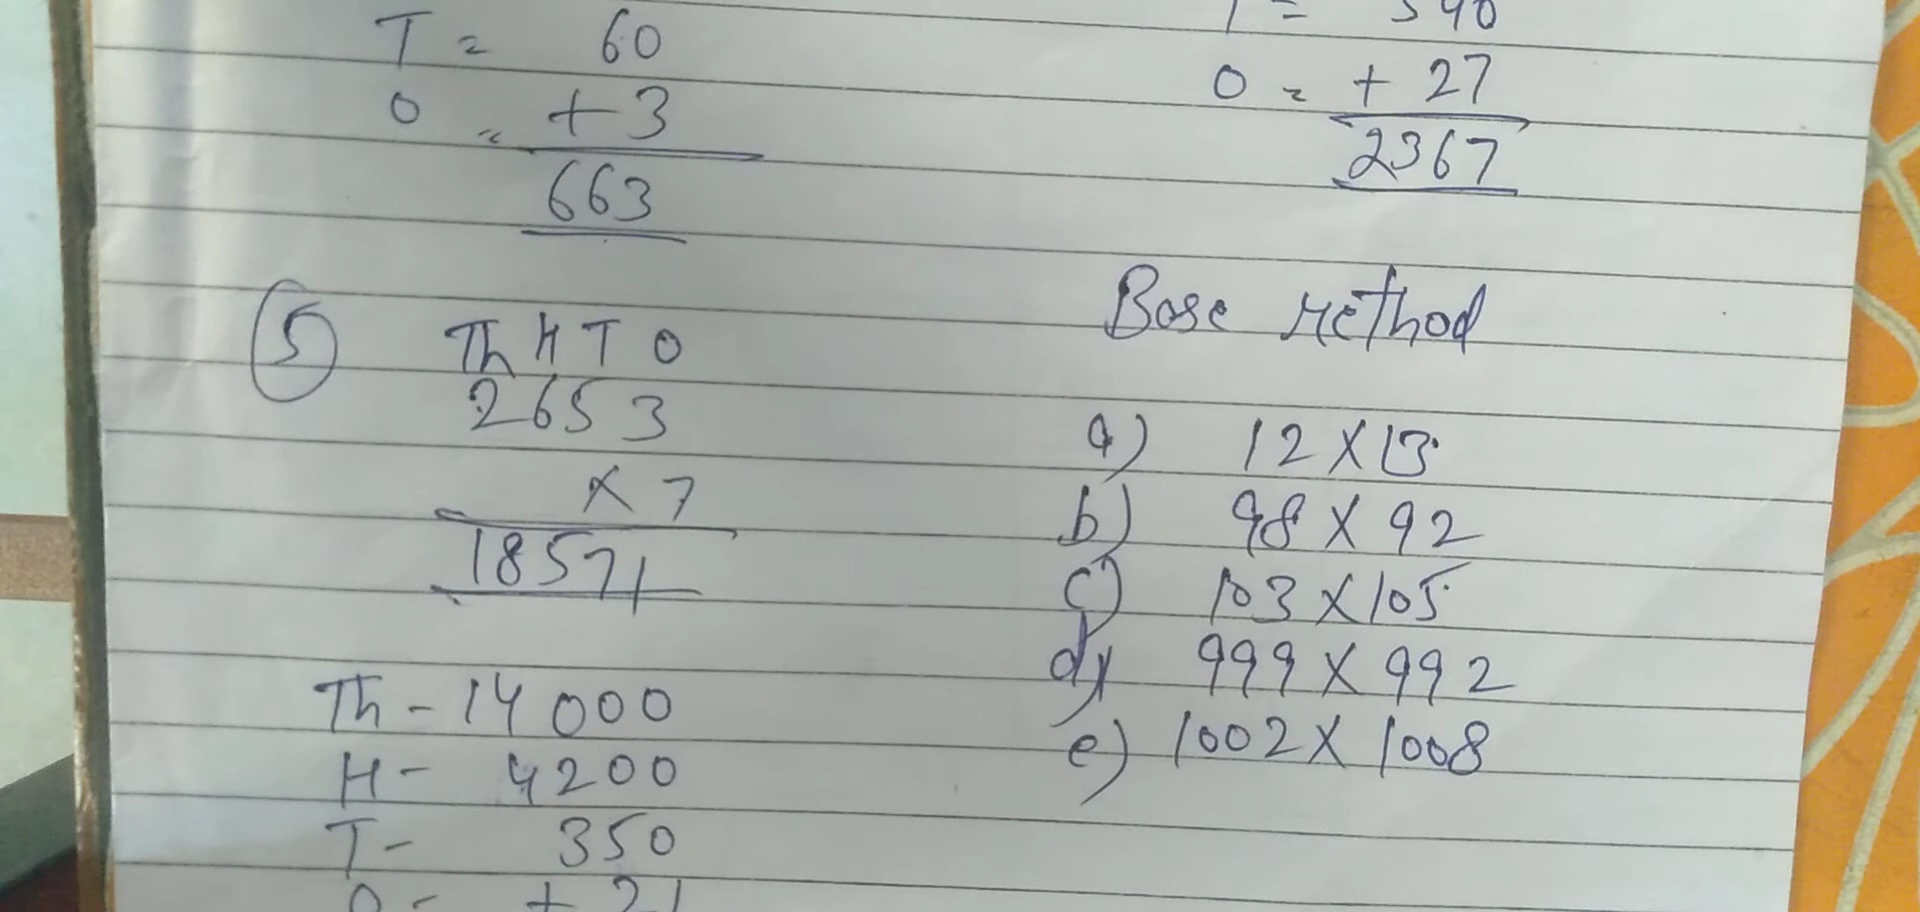 T = 60
O = + 3
663
O = + 27
2367
5
Th H T O
2653
X 7
18571
Th - 14000
H - 4200
T - 350
O - + 21
Base Method
a) 12 X 13
b) 98 X 92
c) 103 X 105
d) 999 X 992
e) 1002 X 1008